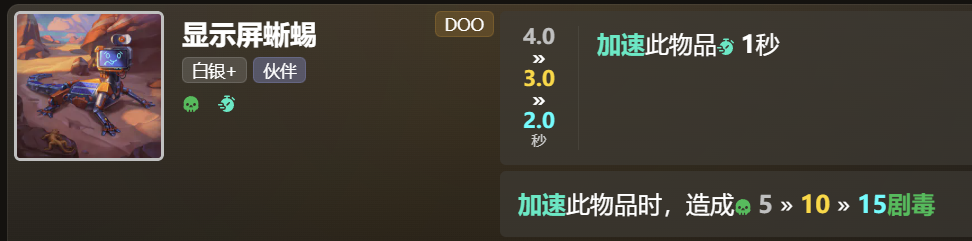 显示屏蜥蜴
DOO
白银+
伙伴
4.0
»
3.0
»
2.0
秒
加速此物品 1秒
加速此物品时，造成 5 » 10 » 15剧毒